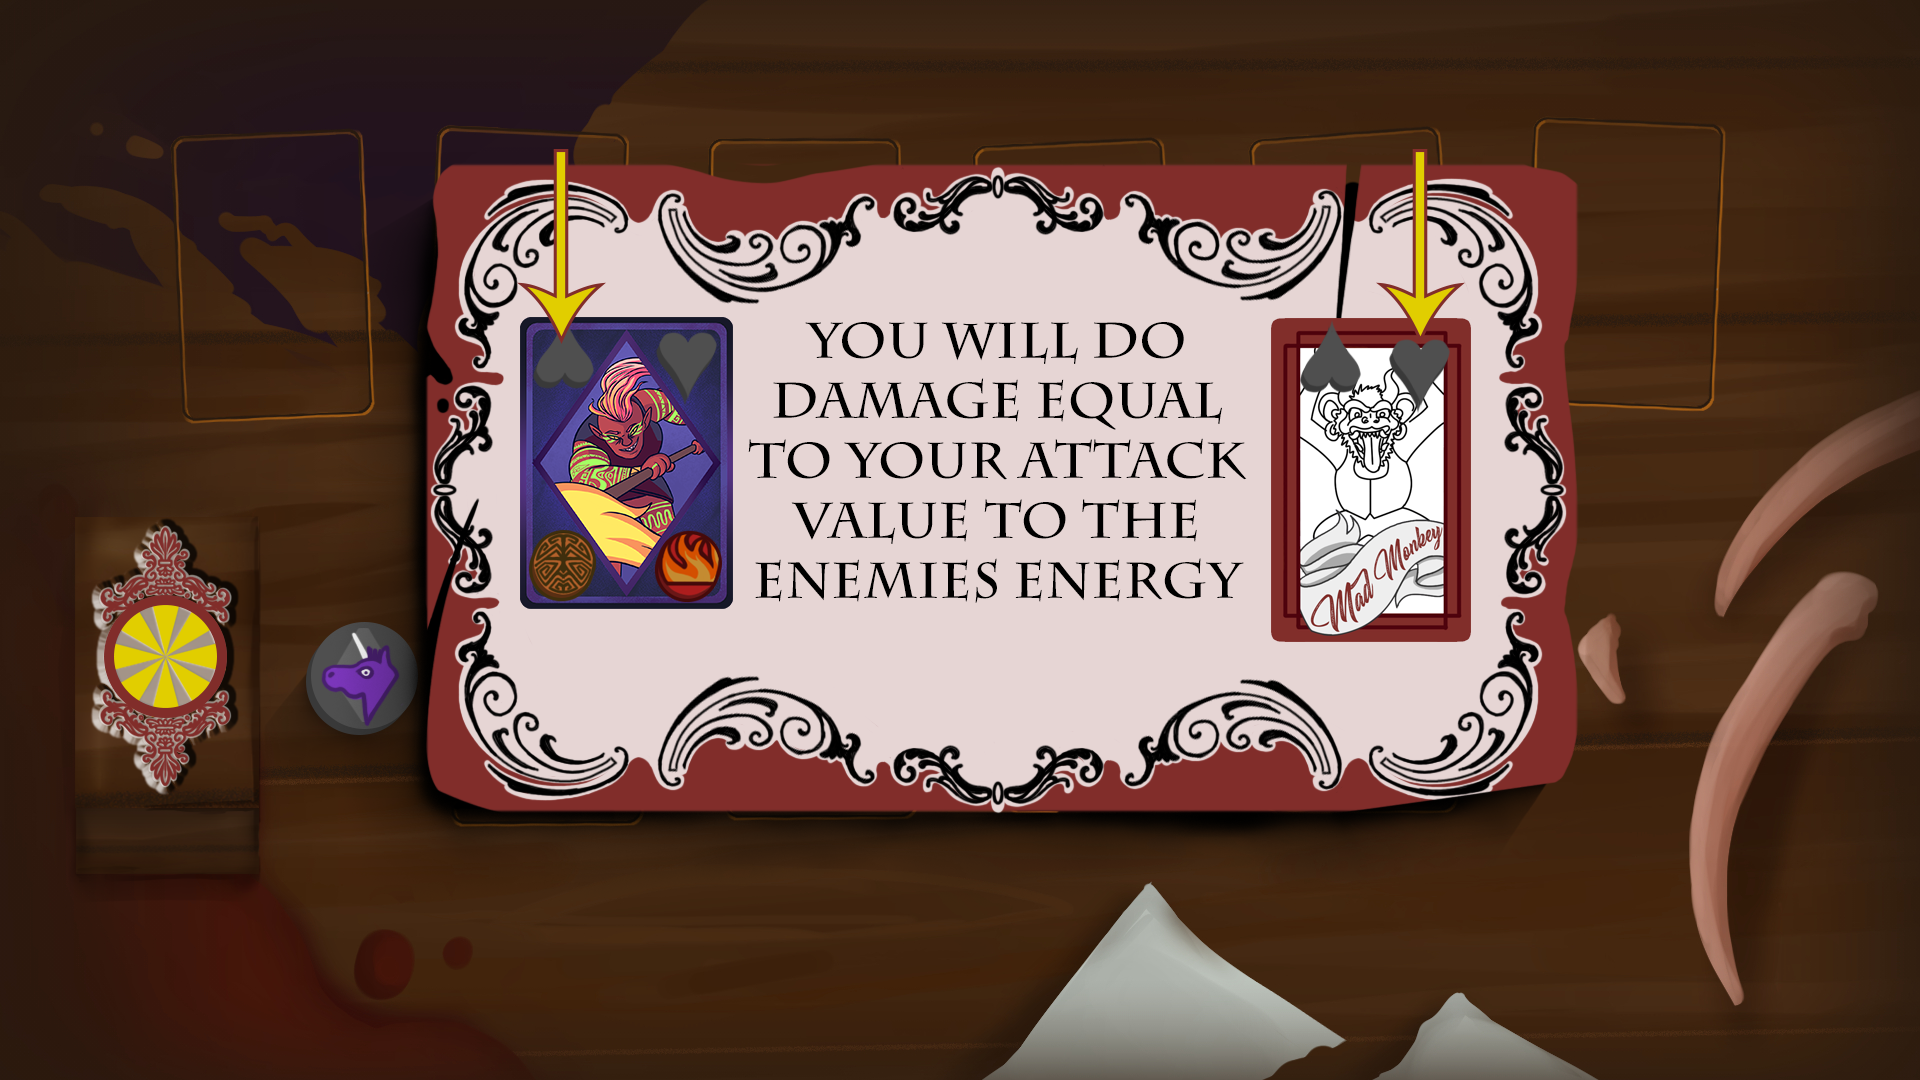 YOU WILL DO
DAMAGE EQUAL
TO YOUR ATTACK
VALUE TO THE
ENEMIES ENERGY
Mad Monkey